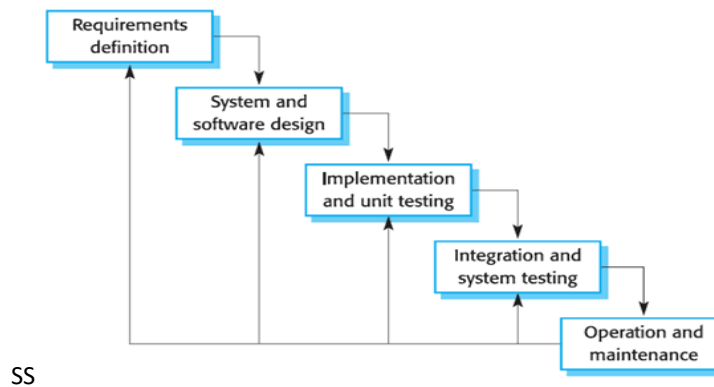 Requirements
definition
System and
software design
Implementation
and unit testing
Integration and
system testing
Operation and
maintenance
SS